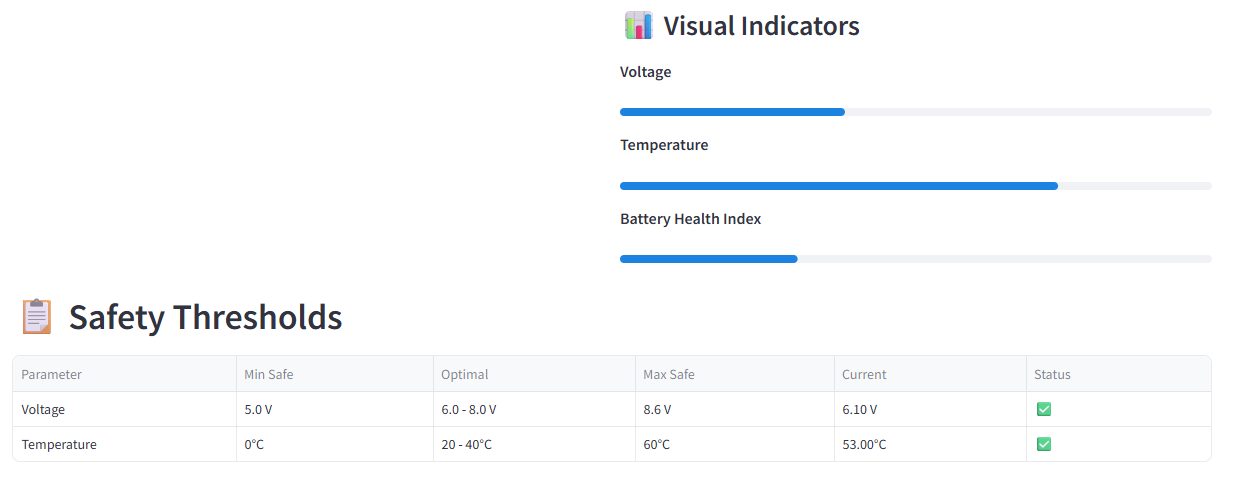 Visual Indicators
Voltage
Temperature
Battery Health Index
Safety Thresholds
Parameter Min Safe Optimal Max Safe Current Status
Voltage 5.0 V 6.0 - 8.0 V 8.6 V 6.10 V
Temperature 0°C 20 - 40°C 60°C 53.00°C